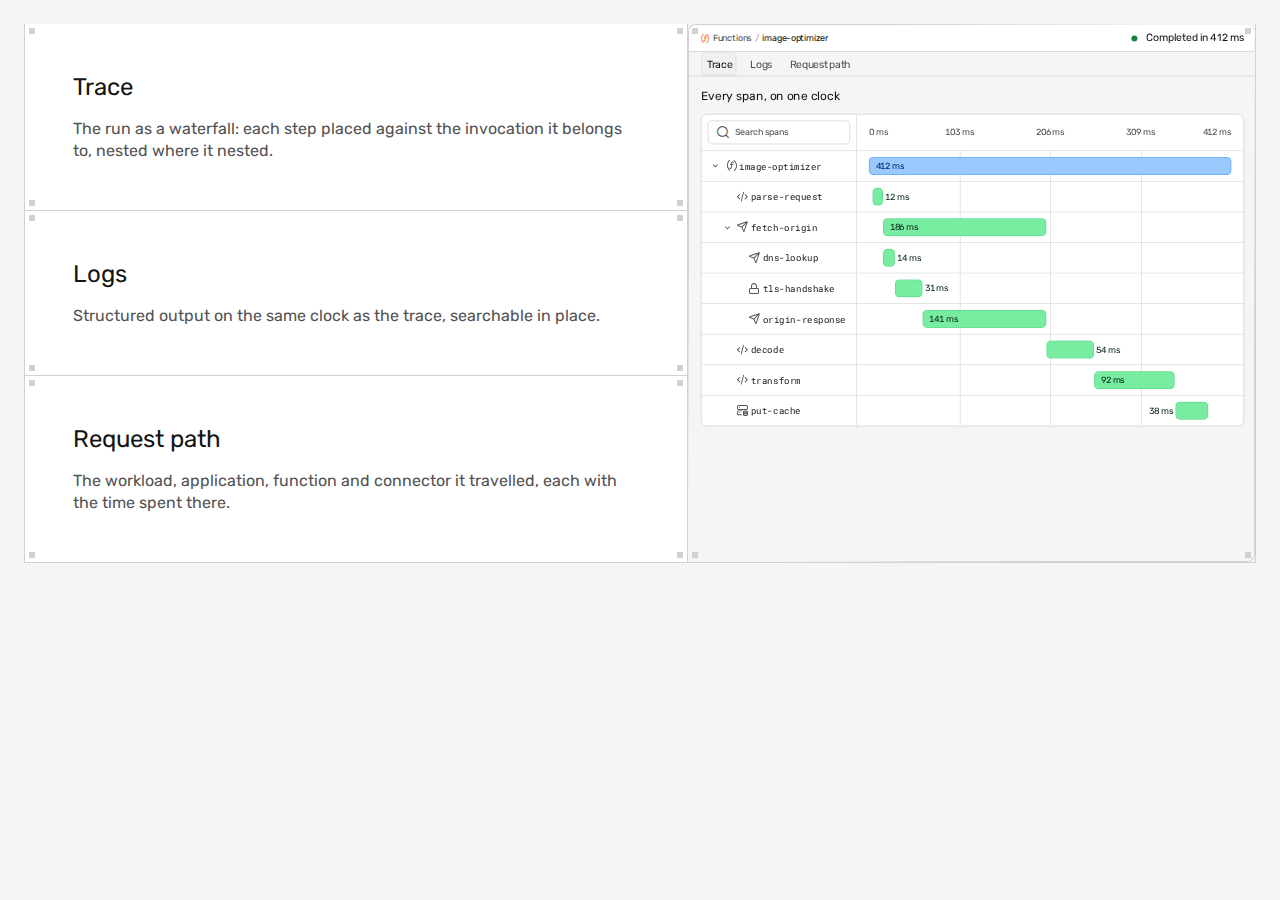 Trace
The run as a waterfall: each step placed against the invocation it belongs
to, nested where it nested.
Logs
Structured output on the same clock as the trace, searchable in place.
Request path
The workload, application, function and connector it travelled, each with
the time spent there.
Functions / image-optimizer
Completed in 412 ms
Trace Logs Request path
Every span, on one clock
Search spans
0 ms 103 ms 206 ms 309 ms 412 ms
image-optimizer 412 ms
parse-request 12 ms
fetch-origin 186 ms
dns-lookup 14 ms
tls-handshake 31 ms
origin-response 141 ms
decode 54 ms
transform 92 ms
put-cache 38 ms